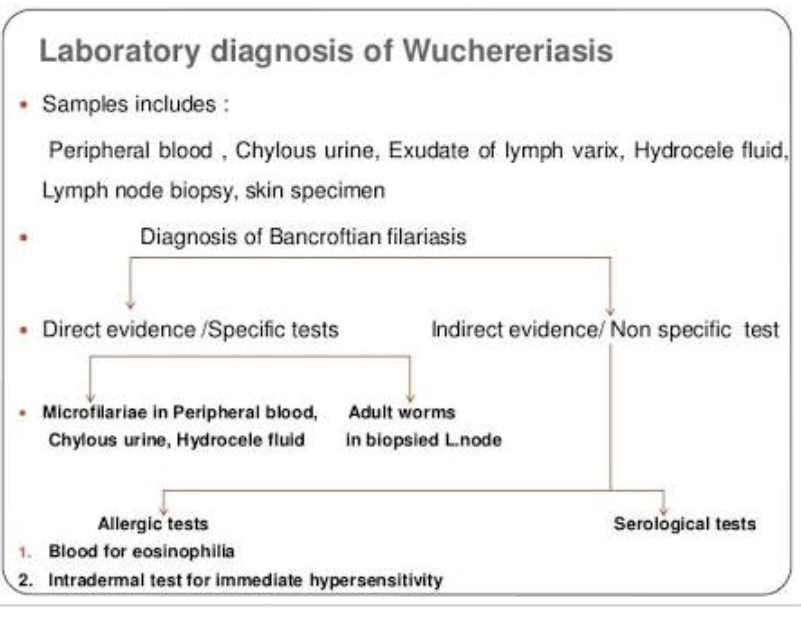 Laboratory diagnosis of Wuchereriasis
• Samples includes :
Peripheral blood , Chylous urine, Exudate of lymph varix, Hydrocele fluid,
Lymph node biopsy, skin specimen
• Diagnosis of Bancroftian filariasis
• Direct evidence /Specific tests
Indirect evidence/ Non specific test
• Microfilariae in Peripheral blood,
Chylous urine, Hydrocele fluid
Adult worms
in biopsied L.node
Allergic tests
1. Blood for eosinophilia
2. Intradermal test for immediate hypersensitivity
Serological tests